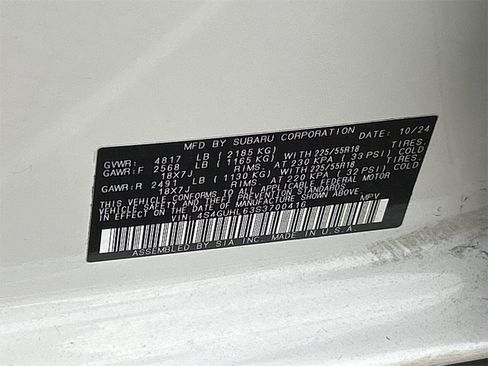 MFD BY SUBARU CORPORATION DATE: 10/24
GVWR: 4817 LB (2185 KG)
GAWR:F 2568 LB (1165 KG) WITH 225/55R18 TIRES.
18X7J RIMS. AT 230 KPA (33 PSI) COLD
GAWR:R 2491 LB (1130 KG) WITH 225/55R18 TIRES.
18X7J RIMS. AT 220 KPA (32 PSI) COLD
THIS VEHICLE CONFORMS TO ALL APPLICABLE FEDERAL MOTOR
VEHICLE SAFETY AND THEFT PREVENTION STANDARDS
IN EFFECT ON THE DATE OF MANUFACTURE SHOWN ABOVE
VIN: 4S4GUHL63S3700416 MPV
ASSEMBLED BY SIA INC. MADE IN U.S.A.